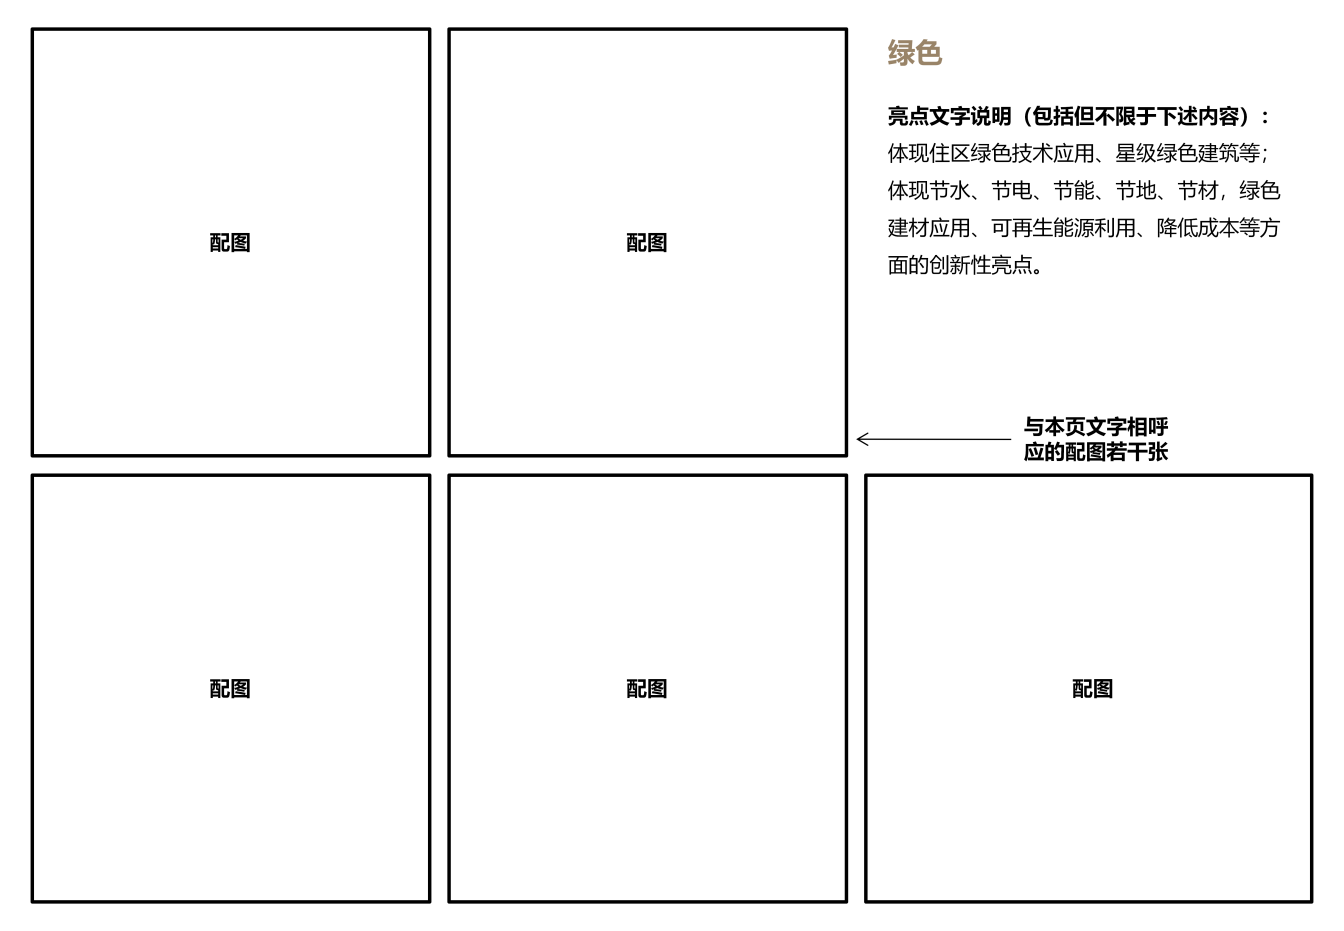 配图
配图
绿色
亮点文字说明（包括但不限于下述内容）：
体现住区绿色技术应用、星级绿色建筑等；
体现节水、节电、节能、节地、节材，绿色
建材应用、可再生能源利用、降低成本等方
面的创新性亮点。
与本页文字相呼
应的配图若干张
配图
配图
配图